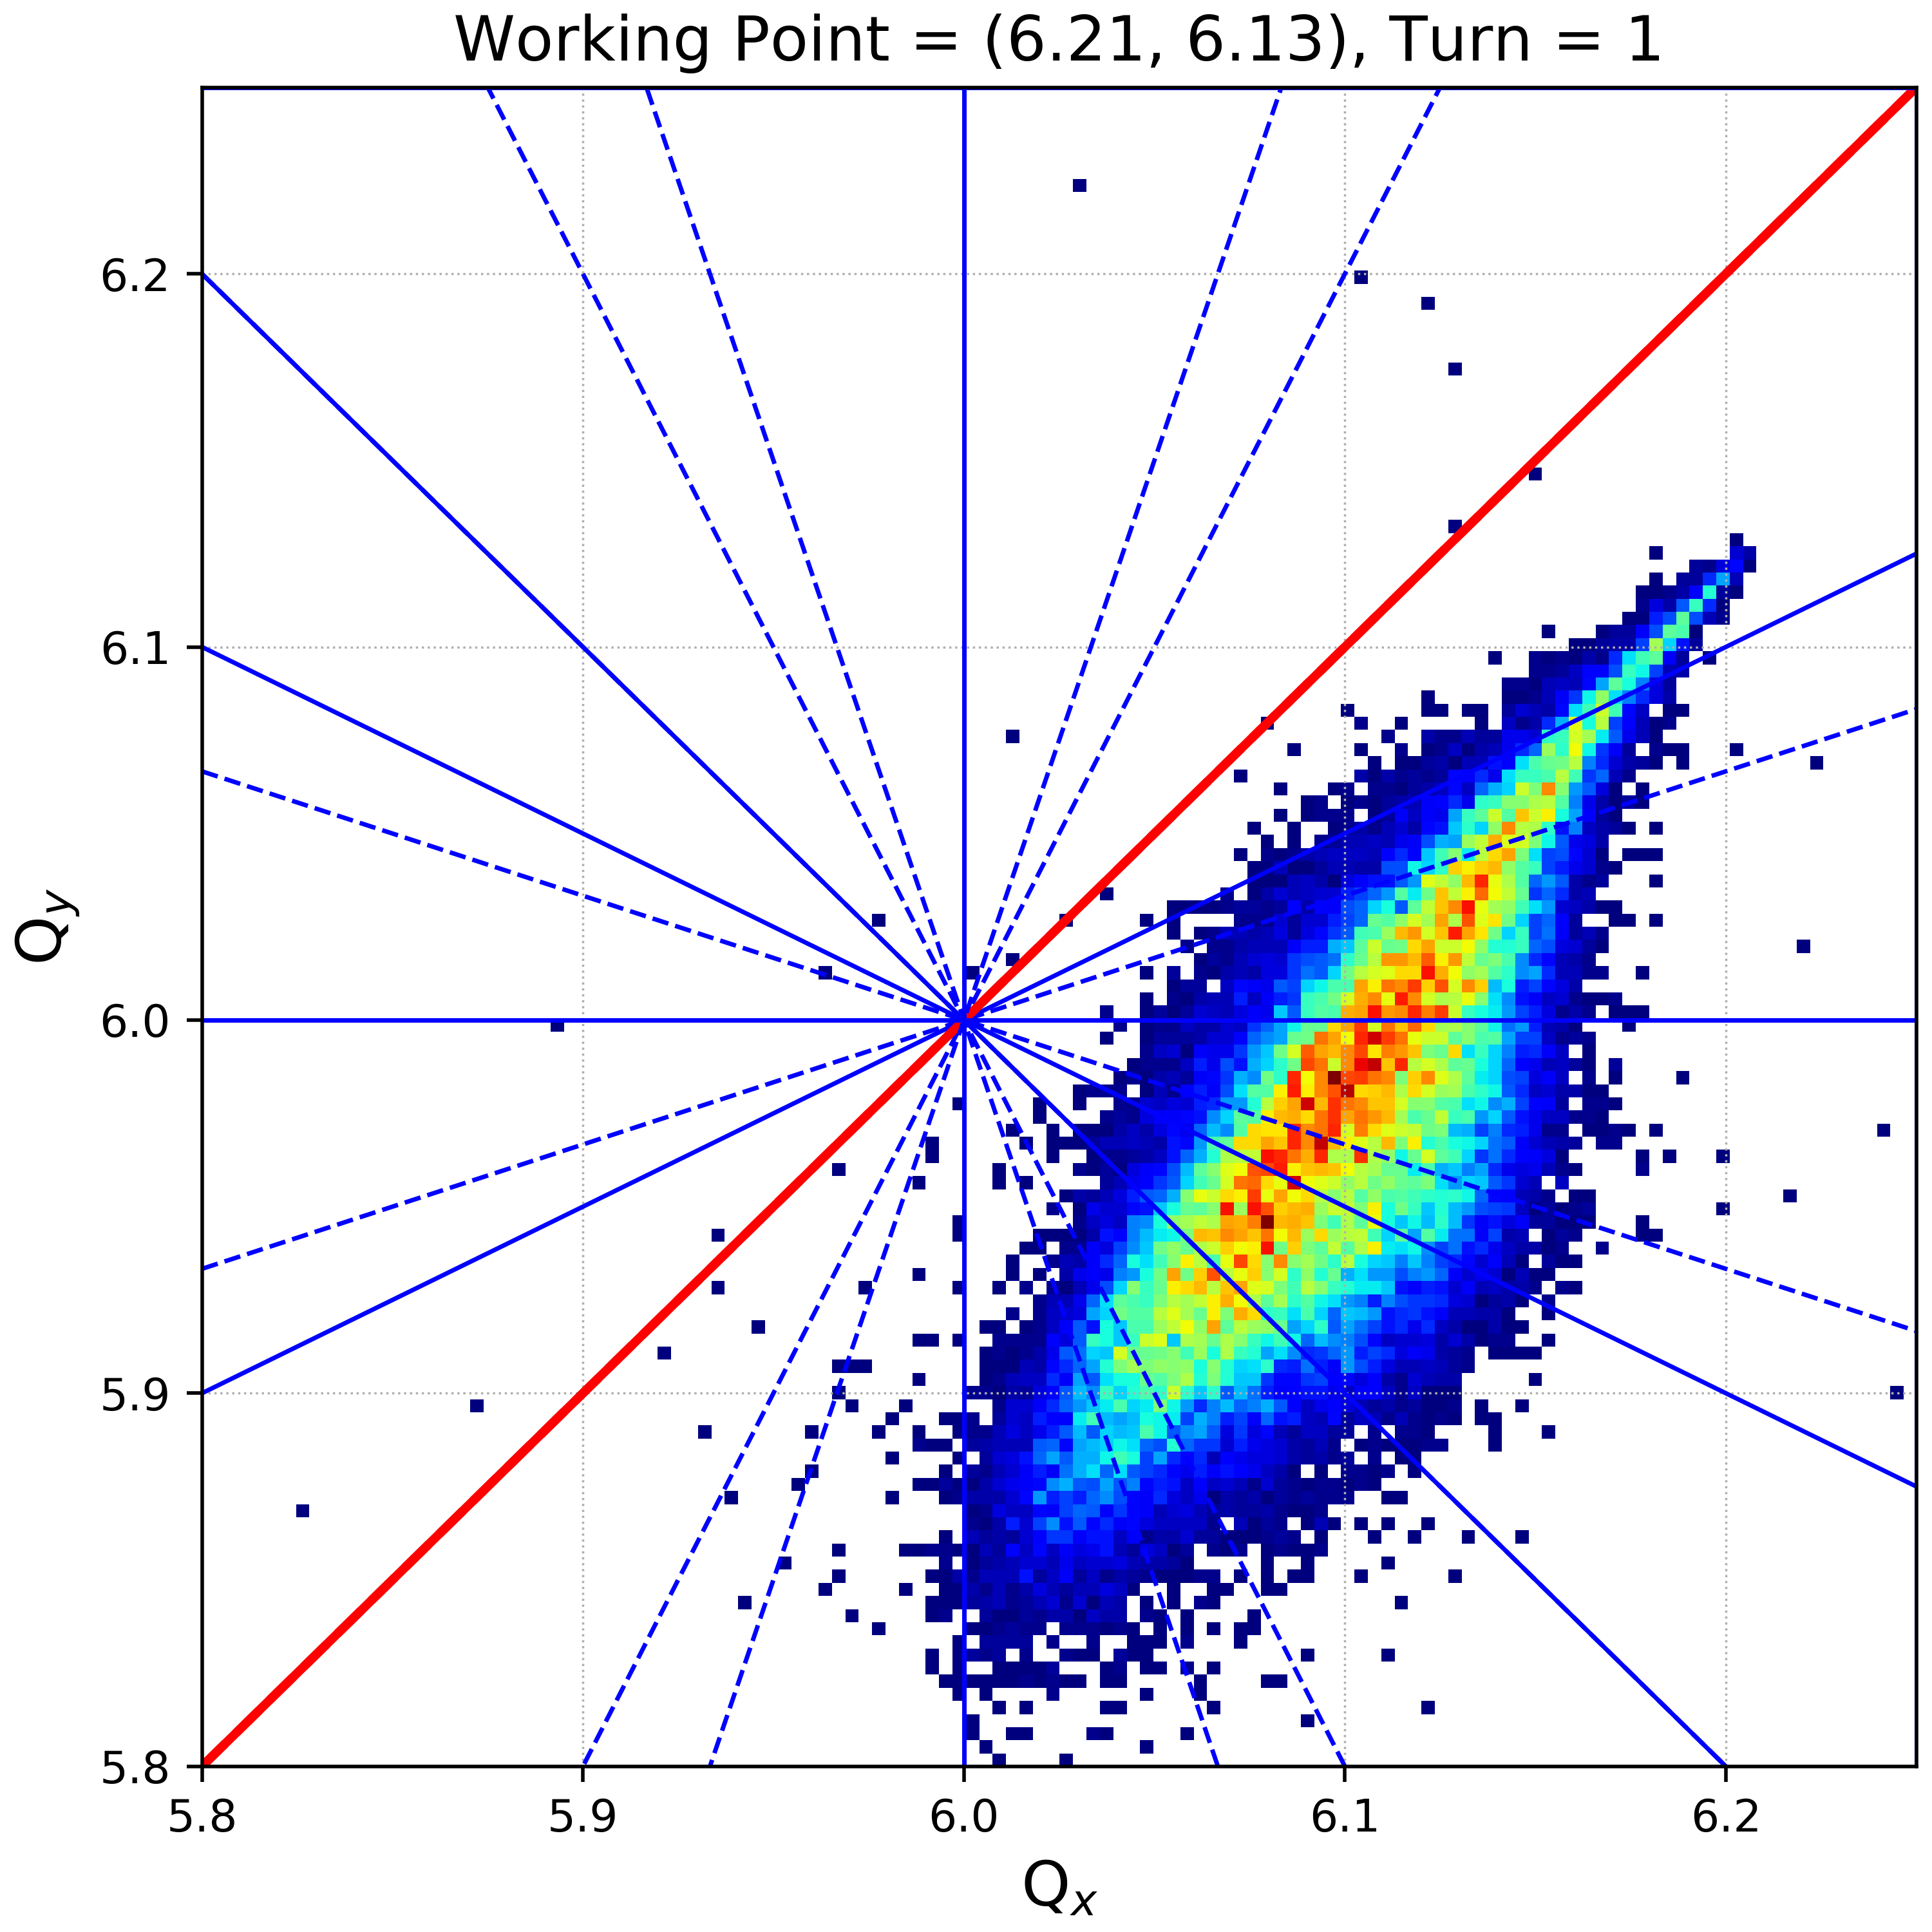 Working Point = (6.21, 6.13), Turn = 1
6.2
6.1
6.0
5.9
5.8
Qy
5.8 5.9 6.0 6.1 6.2
Qx